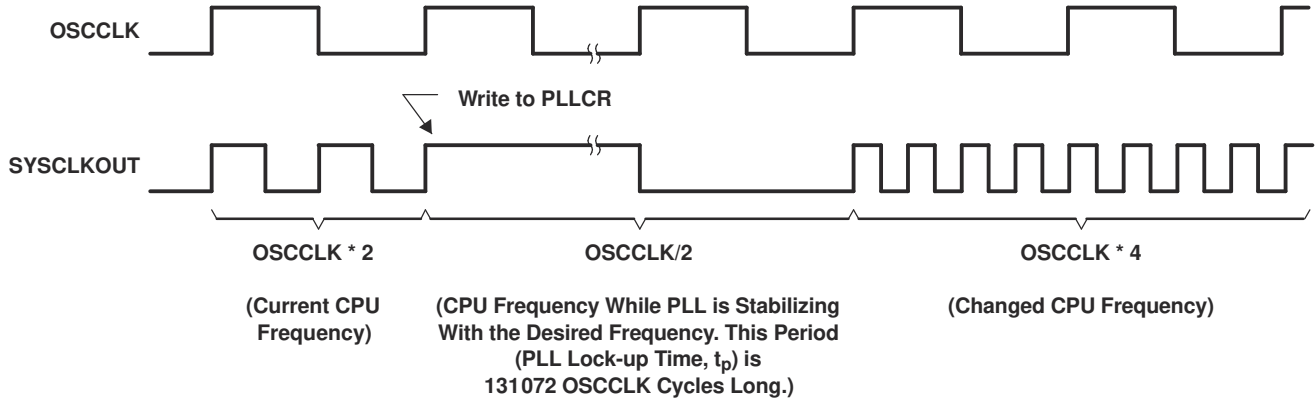 OSCCLK
Write to PLLCR
SYSCLKOUT
OSCCLK * 2
OSCCLK/2
OSCCLK * 4
(Current CPU
Frequency)
(CPU Frequency While PLL is Stabilizing
With the Desired Frequency. This Period
(PLL Lock-up Time, tp) is
131072 OSCCLK Cycles Long.)
(Changed CPU Frequency)